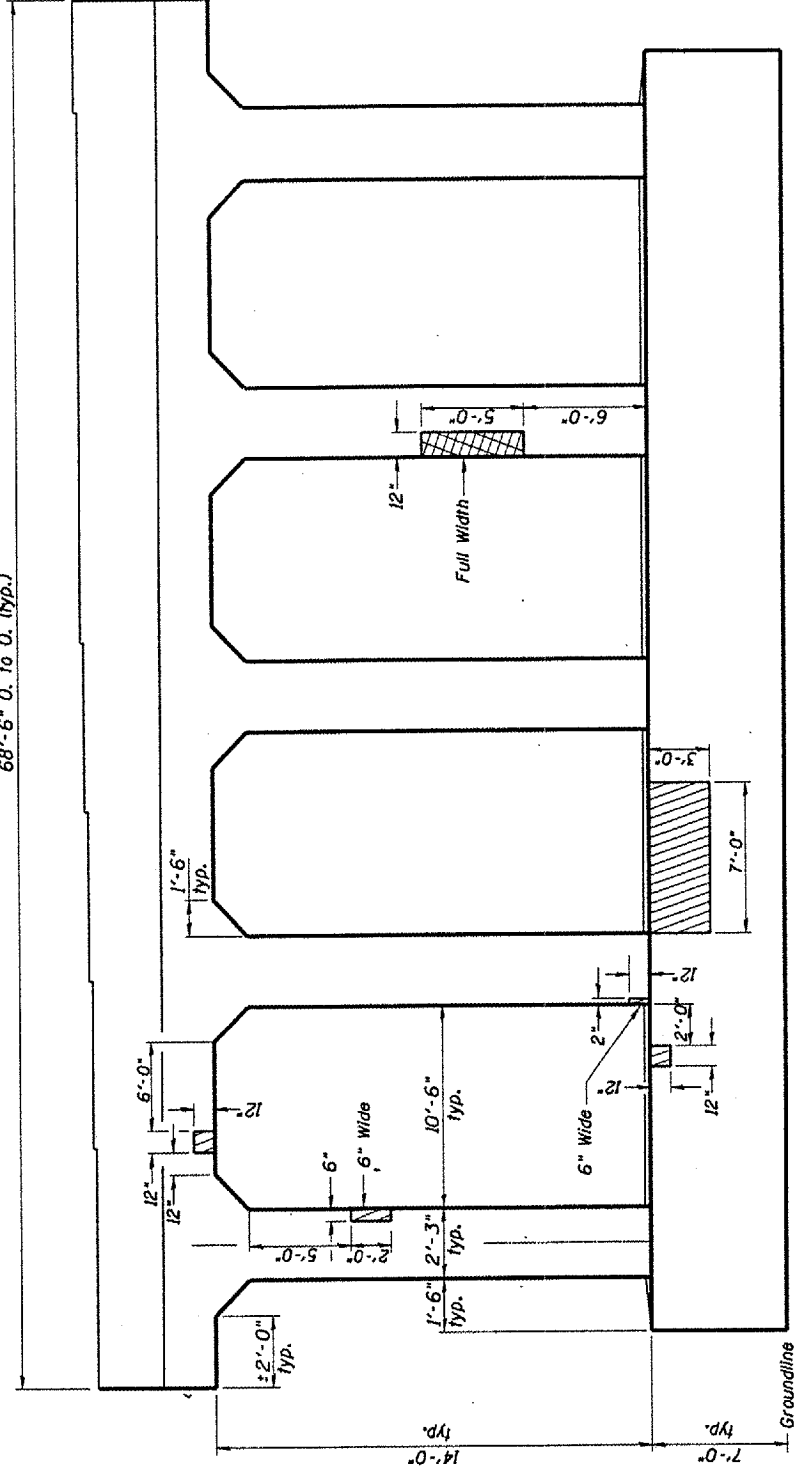 68'-6" O. to O. (typ.)
1'-6"
typ.
6'-0"
12"
12"
12"
±2'-0"
typ.
5'-0"
2'-0"
6"
6" Wide
1'-6"
typ.
2'-3"
typ.
10'-6"
typ.
6" Wide
2"
12"
2'-0"
12"
12"
7'-0"
3'-0"
12"
Full Width
5'-0"
6'-0"
14'-0"
typ.
7'-0"
typ.
Groundline